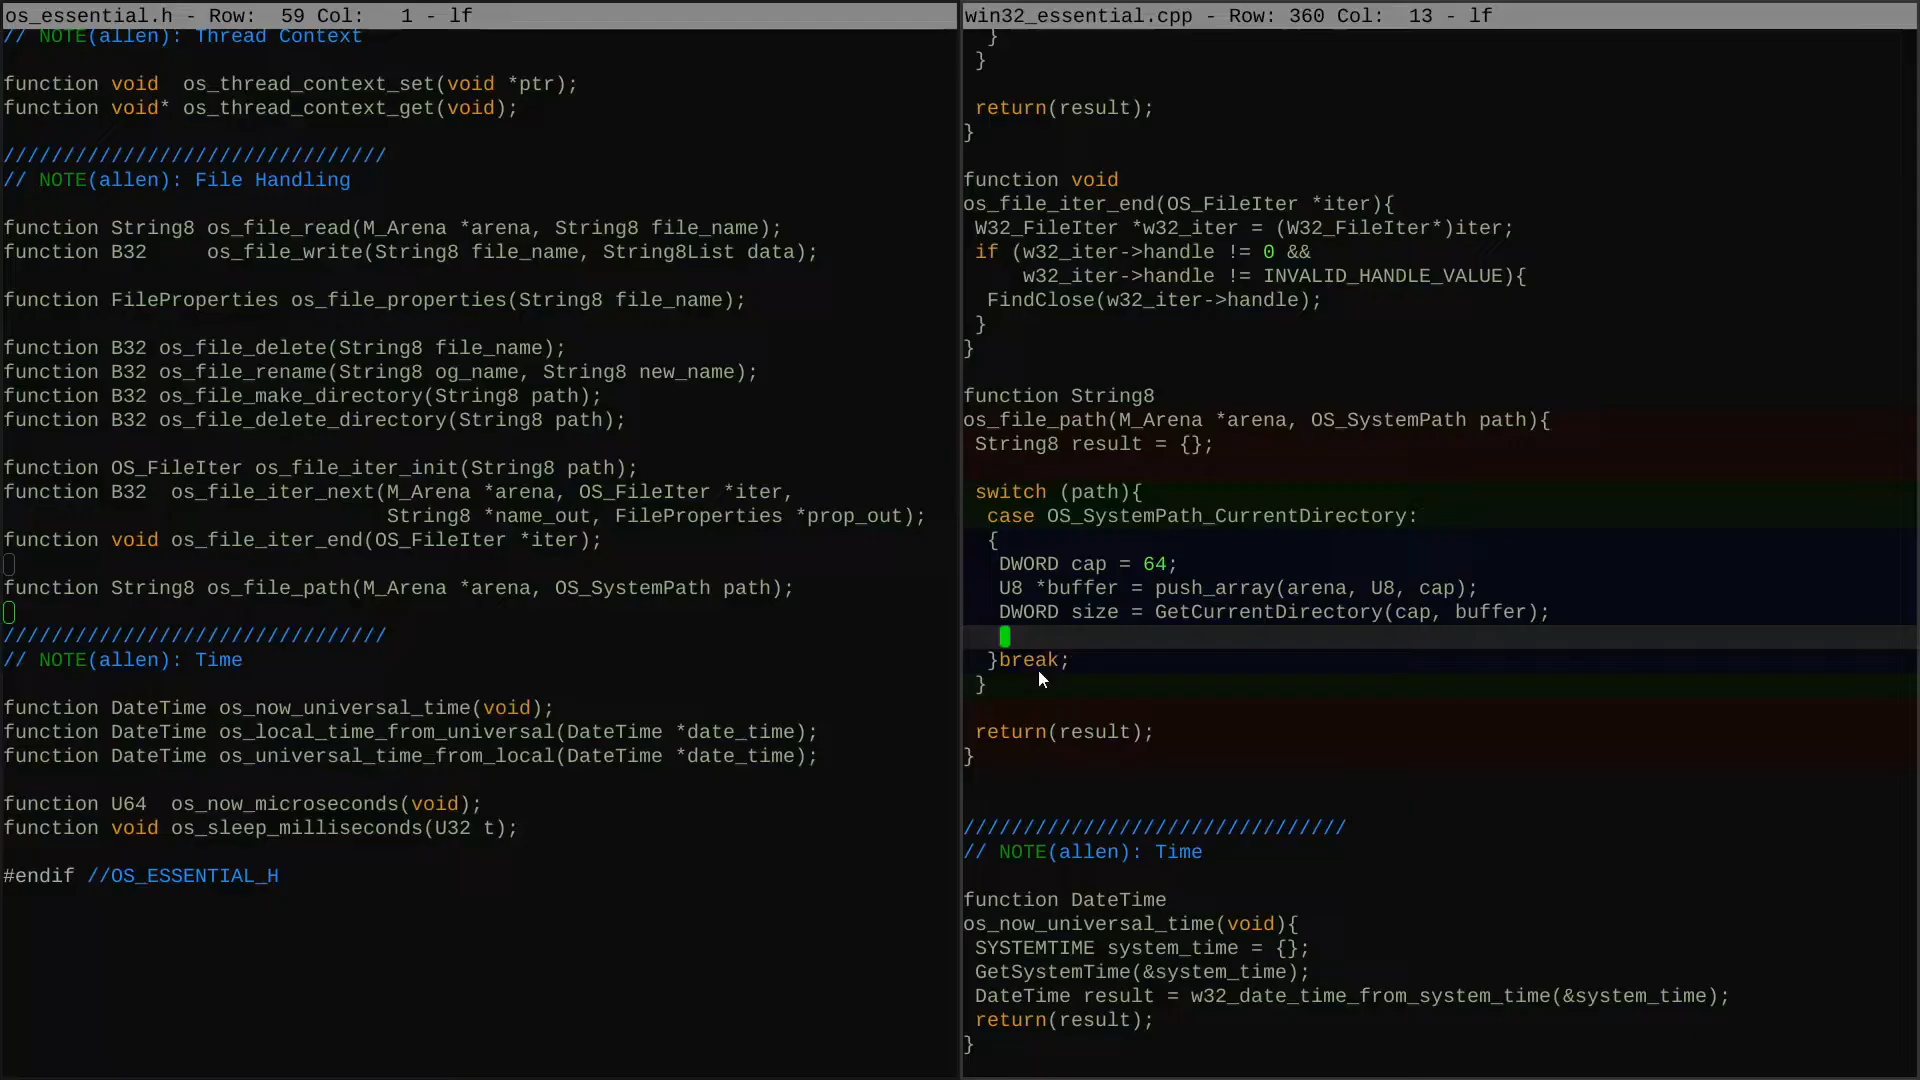 os_essential.h - Row:  59 Col:   1 - lf
// NOTE(allen): Thread Context
function void  os_thread_context_set(void *ptr);
function void* os_thread_context_get(void);
////////////////////////////////
// NOTE(allen): File Handling
function String8 os_file_read(M_Arena *arena, String8 file_name);
function B32     os_file_write(String8 file_name, String8List data);
function FileProperties os_file_properties(String8 file_name);
function B32 os_file_delete(String8 file_name);
function B32 os_file_rename(String8 og_name, String8 new_name);
function B32 os_file_make_directory(String8 path);
function B32 os_file_delete_directory(String8 path);
function OS_FileIter os_file_iter_init(String8 path);
function B32  os_file_iter_next(M_Arena *arena, OS_FileIter *iter,
                                String8 *name_out, FileProperties *prop_out);
function void os_file_iter_end(OS_FileIter *iter);
function String8 os_file_path(M_Arena *arena, OS_SystemPath path);
////////////////////////////////
// NOTE(allen): Time
function DateTime os_now_universal_time(void);
function DateTime os_local_time_from_universal(DateTime *date_time);
function DateTime os_universal_time_from_local(DateTime *date_time);
function U64  os_now_microseconds(void);
function void os_sleep_milliseconds(U32 t);
#endif //OS_ESSENTIAL_H
win32_essential.cpp - Row: 360 Col:  13 - lf
  }
 }
 return(result);
}
function void
os_file_iter_end(OS_FileIter *iter){
 W32_FileIter *w32_iter = (W32_FileIter*)iter;
 if (w32_iter->handle != 0 &&
     w32_iter->handle != INVALID_HANDLE_VALUE){
  FindClose(w32_iter->handle);
 }
}
function String8
os_file_path(M_Arena *arena, OS_SystemPath path){
 String8 result = {};
 switch (path){
  case OS_SystemPath_CurrentDirectory:
  {
   DWORD cap = 64;
   U8 *buffer = push_array(arena, U8, cap);
   DWORD size = GetCurrentDirectory(cap, buffer);
  }break;
 }
 return(result);
}
////////////////////////////////
// NOTE(allen): Time
function DateTime
os_now_universal_time(void){
 SYSTEMTIME system_time = {};
 GetSystemTime(&system_time);
 DateTime result = w32_date_time_from_system_time(&system_time);
 return(result);
}